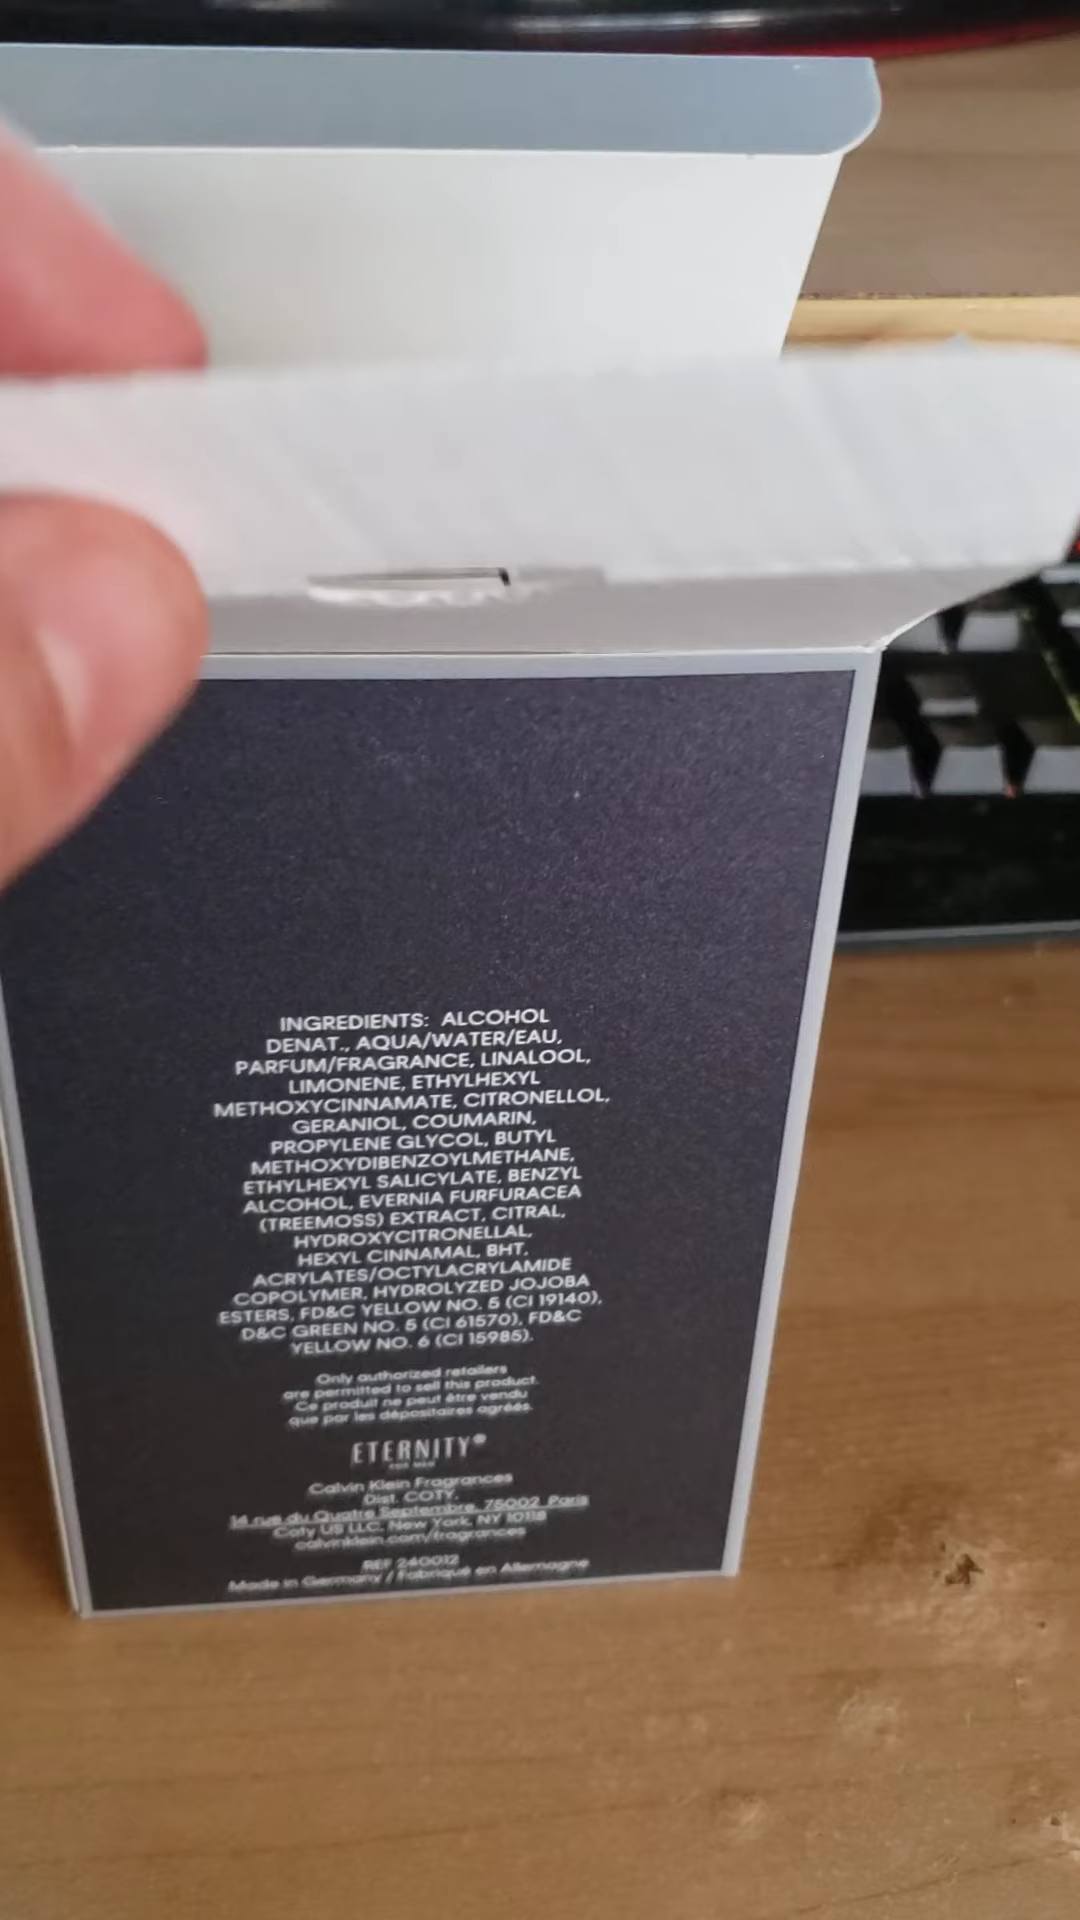 INGREDIENTS: ALCOHOL
DENAT., AQUA/WATER/EAU,
PARFUM/FRAGRANCE, LINALOOL,
LIMONENE, ETHYLHEXYL
METHOXYCINNAMATE, CITRONELLOL,
GERANIOL, COUMARIN,
PROPYLENE GLYCOL, BUTYL
METHOXYDIBENZOYLMETHANE,
ETHYLHEXYL SALICYLATE, BENZYL
ALCOHOL, EVERNIA FURFURACEA
(TREEMOSS) EXTRACT, CITRAL,
HYDROXYCITRONELLAL,
HEXYL CINNAMAL, BHT,
ACRYLATES/OCTYLACRYLAMIDE
COPOLYMER, HYDROLYZED JOJOBA
ESTERS, FD&C YELLOW NO. 5 (CI 19140),
D&C GREEN NO. 5 (CI 61570), FD&C
YELLOW NO. 6 (CI 15985).
Only authorized retailers
are permitted to sell this product.
Ce produit ne peut être vendu
que par les dépositaires agréés.
ETERNITY®
FOR MEN
Calvin Klein Fragrances
Dist. COTY,
14 rue du Quatre Septembre, 75002 Paris
Coty US LLC, New York, NY 10118
calvinklein.com/fragrances
REF 240012
Made in Germany / Fabriqué en Allemagne